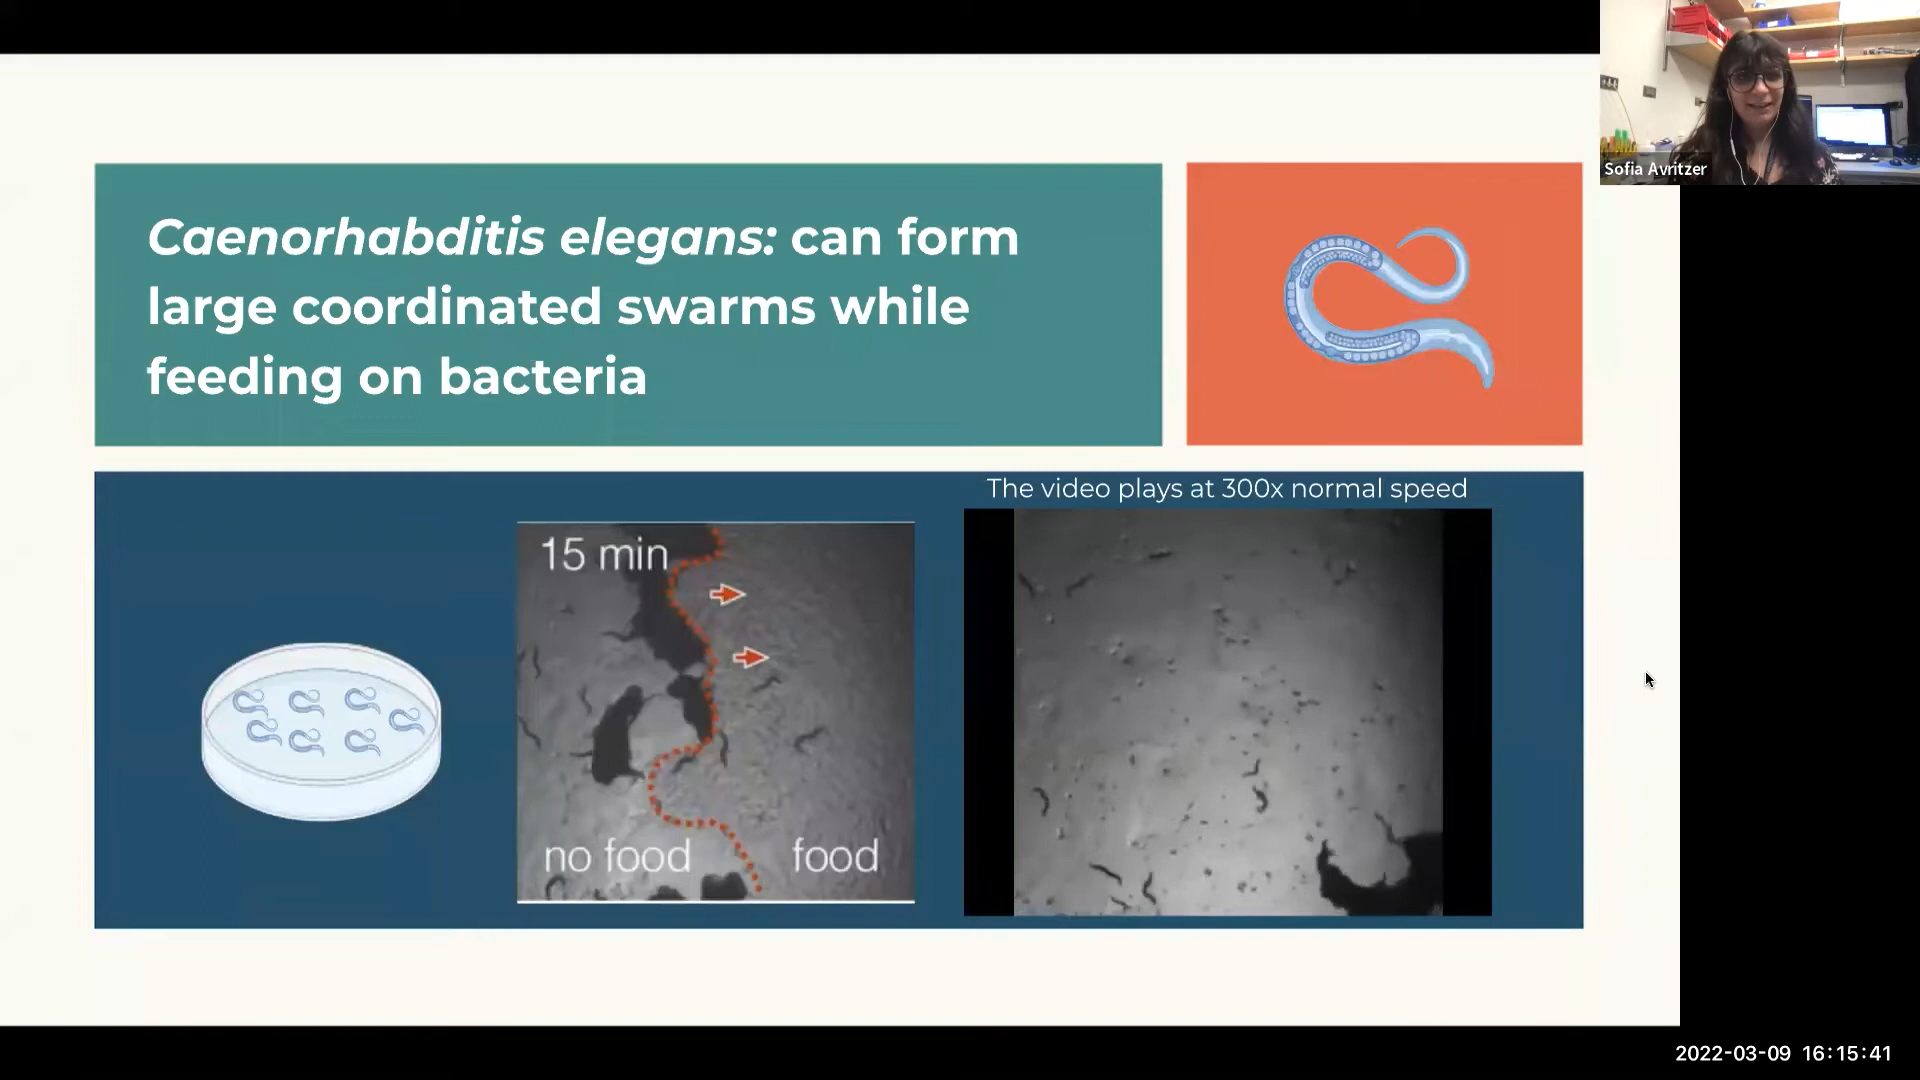 Sofia Avritzer
Caenorhabditis elegans: can form
large coordinated swarms while
feeding on bacteria
The video plays at 300x normal speed
15 min
no food
food
2022-03-09 16:15:41